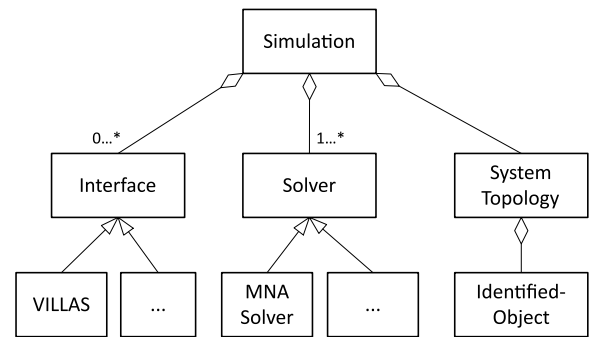 Simulation
0...*
1...*
Interface
Solver
System
Topology
VILLAS
...
MNA
Solver
...
Identified-
Object